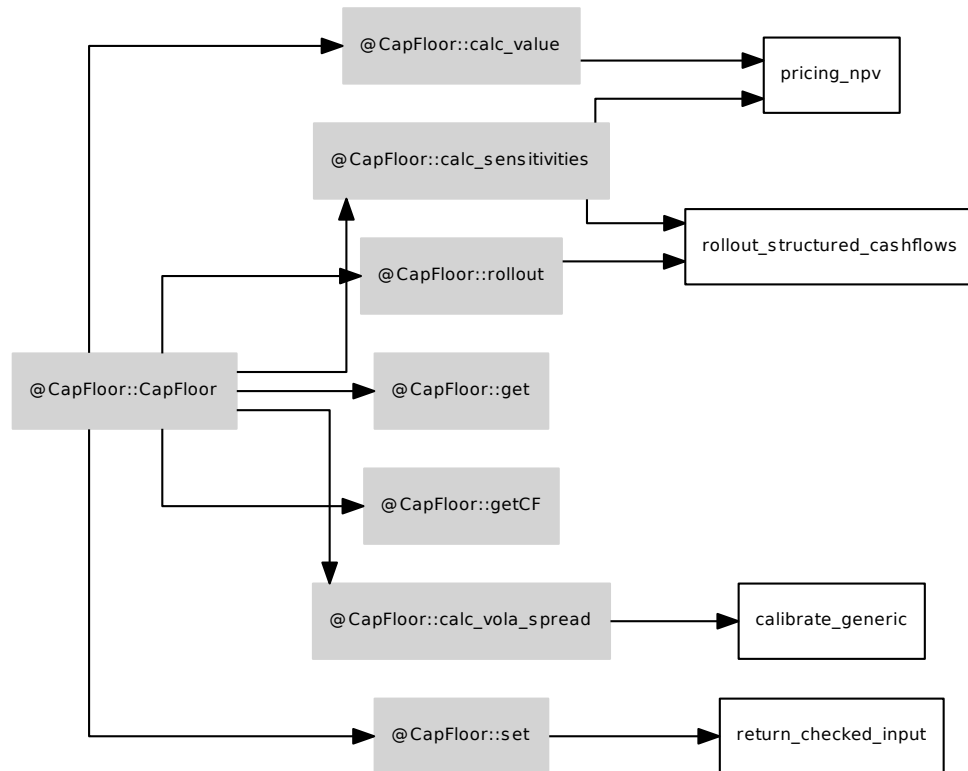 @CapFloor::calc_value
pricing_npv
@CapFloor::calc_sensitivities
rollout_structured_cashflows
@CapFloor::rollout
@CapFloor::CapFloor
@CapFloor::get
@CapFloor::getCF
@CapFloor::calc_vola_spread
calibrate_generic
@CapFloor::set
return_checked_input